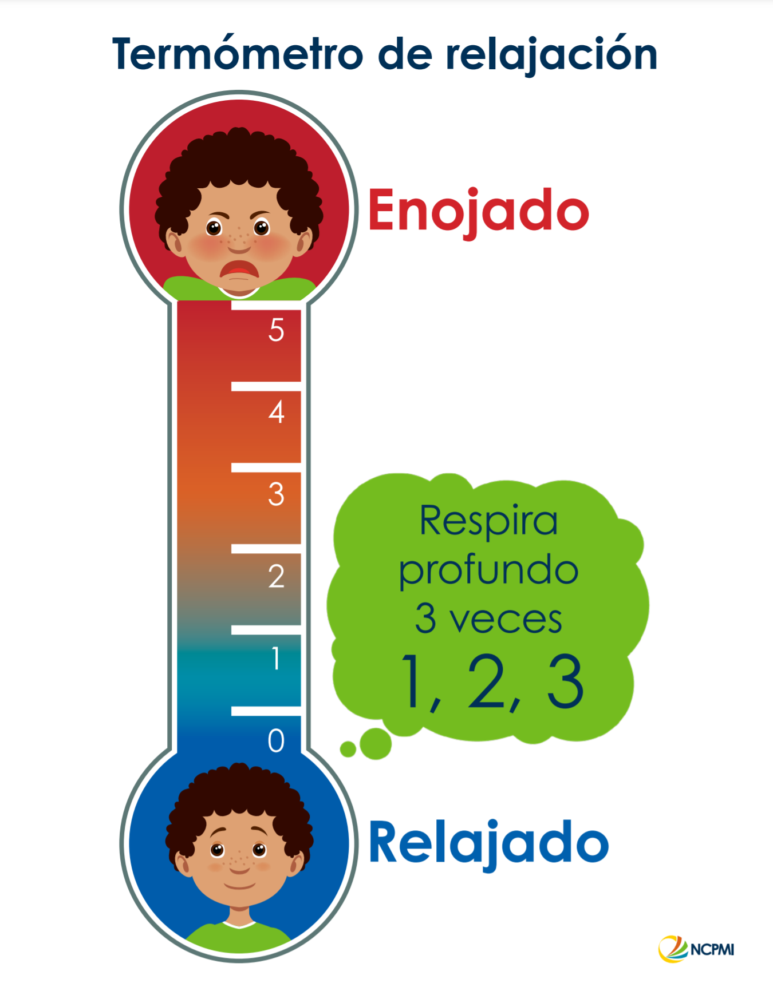 Termómetro de relajación
Enojado
5
4
3
2
1
0
Respira
profundo
3 veces
1, 2, 3
Relajado
NCPMI